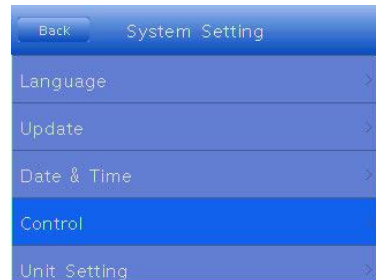 Back System Setting
Language
Update
Date & Time
Control
Unit Setting